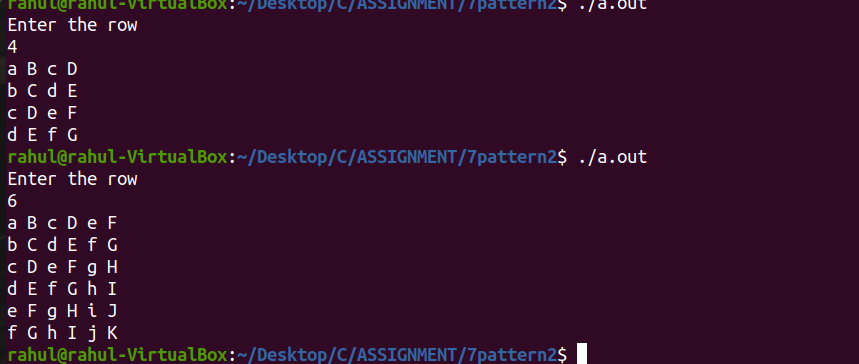 rahul@rahul-VirtualBox:~/Desktop/C/ASSIGNMENT/7pattern2$ ./a.out
Enter the row
4
a B c D
b C d E
c D e F
d E f G
rahul@rahul-VirtualBox:~/Desktop/C/ASSIGNMENT/7pattern2$ ./a.out
Enter the row
6
a B c D e F
b C d E f G
c D e F g H
d E f G h I
e F g H i J
f G h I j K
rahul@rahul-VirtualBox:~/Desktop/C/ASSIGNMENT/7pattern2$